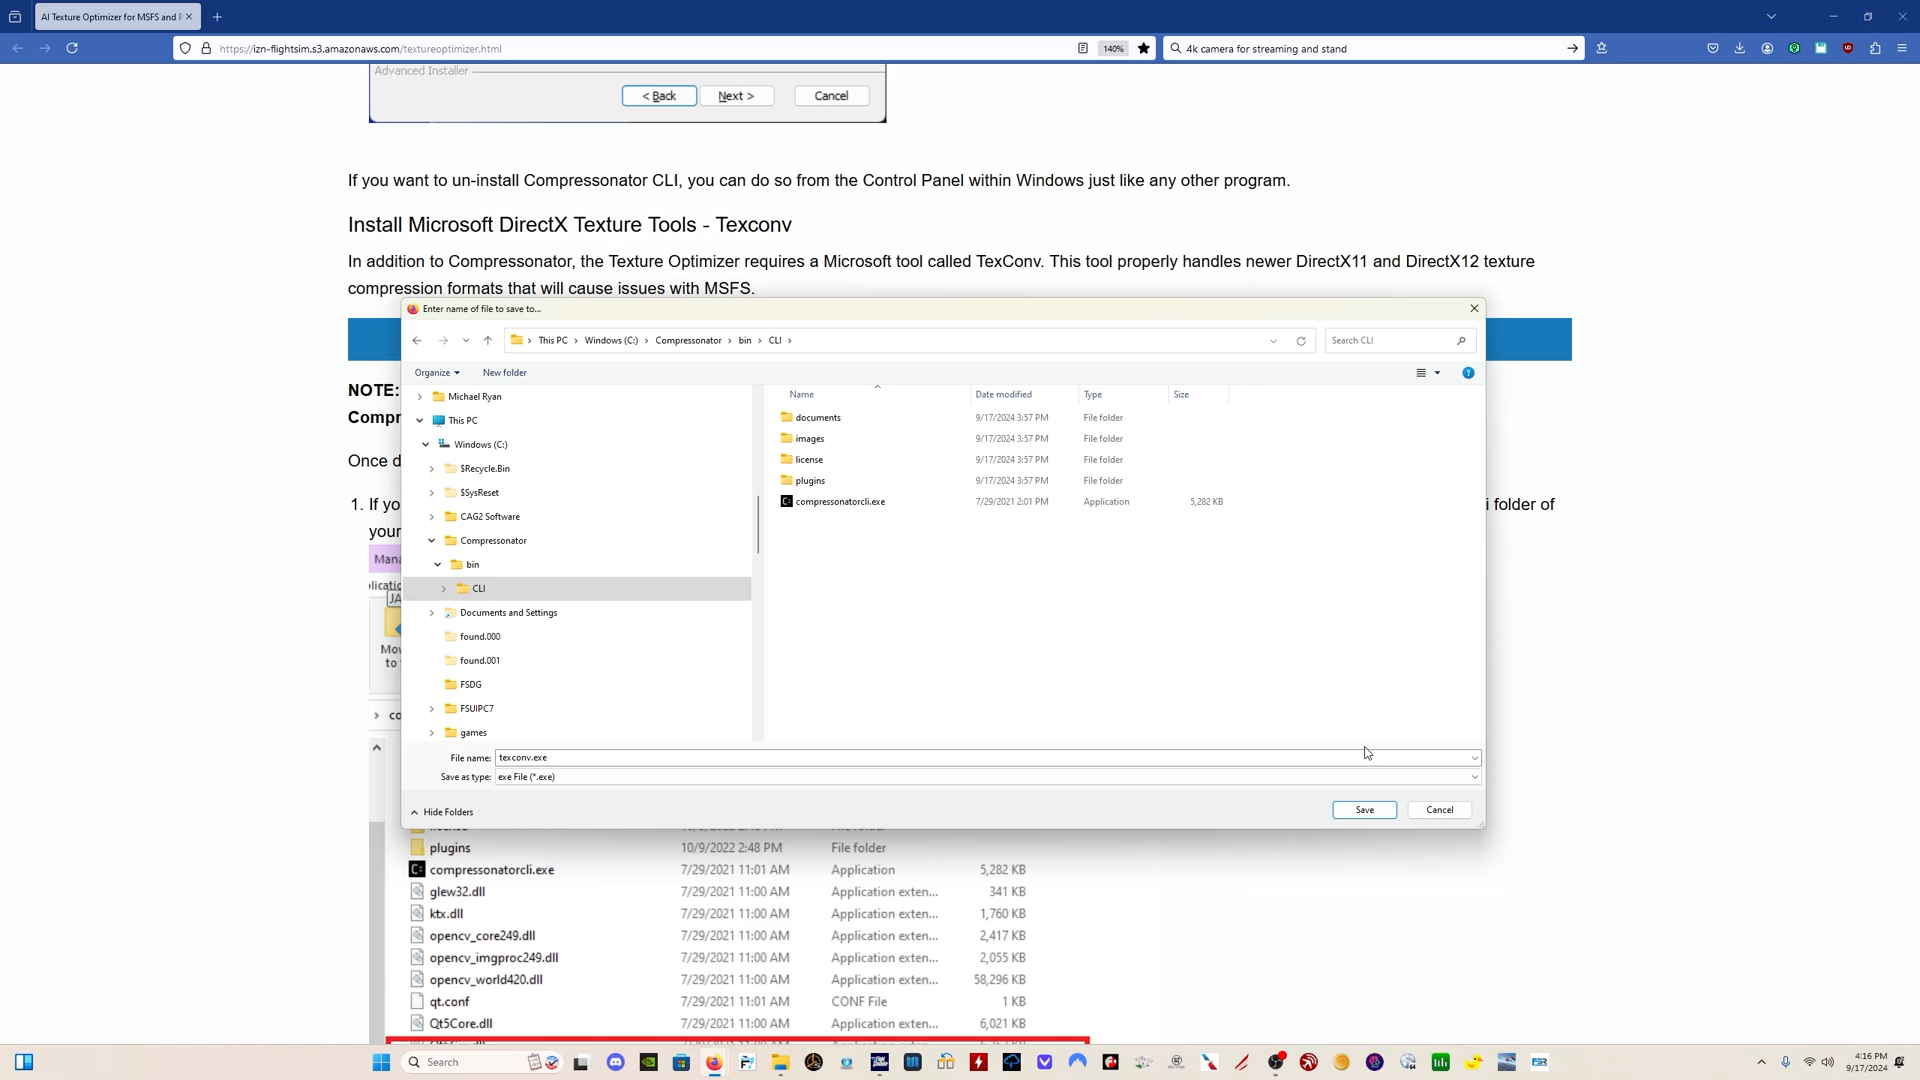 AI Texture Optimizer for MSFS and P
https://izn-flightsim.s3.amazonaws.com/textureoptimizer.html
140%
4k camera for streaming and stand
Advanced Installer
< Back
Next >
Cancel
If you want to un-install Compressonator CLI, you can do so from the Control Panel within Windows just like any other program.
Install Microsoft DirectX Texture Tools - Texconv
In addition to Compressonator, the Texture Optimizer requires a Microsoft tool called TexConv. This tool properly handles newer DirectX11 and DirectX12 texture
compression formats that will cause issues with MSFS.
NOTE:
Compr
Once d
1. If yo
i folder of
your
Mana
Mov
to
co
Enter name of file to save to...
This PC > Windows (C:) > Compressonator > bin > CLI >
Search CLI
Organize
New folder
Michael Ryan
This PC
Windows (C:)
$Recycle.Bin
$SysReset
CAG2 Software
Compressonator
bin
CLI
Documents and Settings
found.000
found.001
FSDG
FSUIPC7
games
Name Date modified Type Size
documents 9/17/2024 3:57 PM File folder
images 9/17/2024 3:57 PM File folder
license 9/17/2024 3:57 PM File folder
plugins 9/17/2024 3:57 PM File folder
compressonatorcli.exe 7/29/2021 2:01 PM Application 5,282 KB
File name: texconv.exe
Save as type: exe File (*.exe)
Hide Folders
Save
Cancel
plugins 10/9/2022 2:48 PM File folder
compressonatorcli.exe 7/29/2021 11:01 AM Application 5,282 KB
glew32.dll 7/29/2021 11:00 AM Application exten... 341 KB
ktx.dll 7/29/2021 11:00 AM Application exten... 1,760 KB
opencv_core249.dll 7/29/2021 11:00 AM Application exten... 2,417 KB
opencv_imgproc249.dll 7/29/2021 11:00 AM Application exten... 2,055 KB
opencv_world420.dll 7/29/2021 11:00 AM Application exten... 58,296 KB
qt.conf 7/29/2021 11:01 AM CONF File 1 KB
Qt5Core.dll 7/29/2021 11:00 AM Application exten... 6,021 KB
Search
4:16 PM
9/17/2024